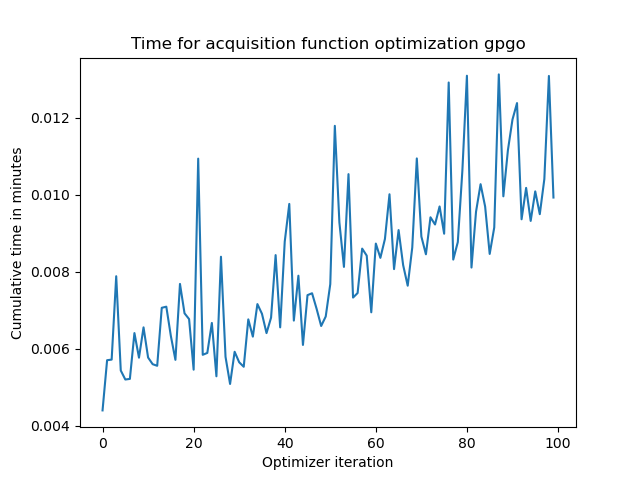 Time for acquisition function optimization gpgo
0.012
0.010
0.008
0.006
0.004
Cumulative time in minutes
0 20 40 60 80 100
Optimizer iteration